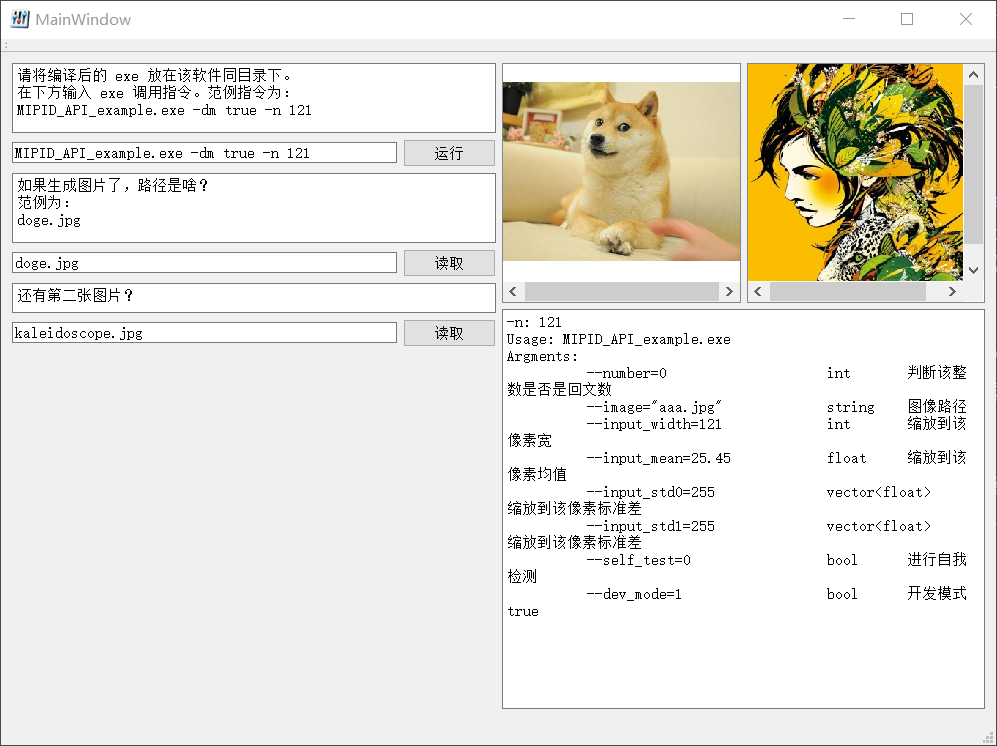 MainWindow
请将编译后的 exe 放在该软件同目录下。
在下方输入 exe 调用指令。范例指令为:
MIPID_API_example.exe -dm true -n 121
MIPID_API_example.exe -dm true -n 121
运行
如果生成图片了，路径是啥？
范例为:
doge.jpg
doge.jpg
读取
还有第二张图片？
kaleidoscope.jpg
读取
-n: 121
Usage: MIPID_API_example.exe
Argments:
--number=0 int 判断该整
数是否是回文数
--image="aaa.jpg" string 图像路径
--input_width=121 int 缩放到该
像素宽
--input_mean=25.45 float 缩放到该
像素均值
--input_std0=255 vector<float>
缩放到该像素标准差
--input_std1=255 vector<float>
缩放到该像素标准差
--self_test=0 bool 进行自我
检测
--dev_mode=1 bool 开发模式
true